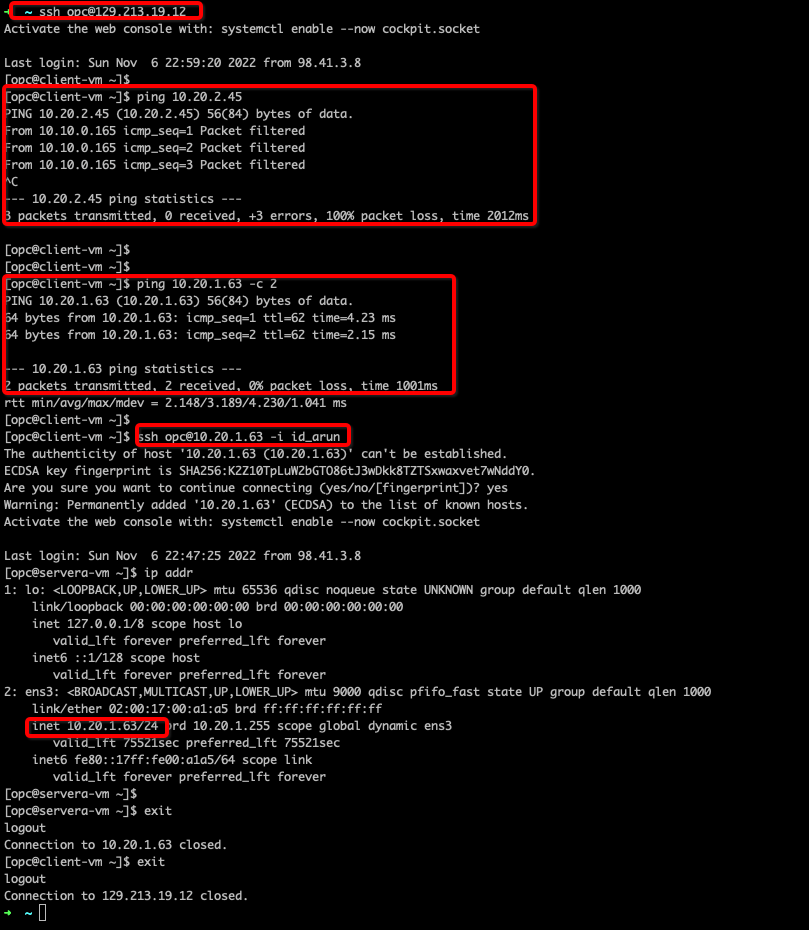 ➜  ~ ssh opc@129.213.19.12
Activate the web console with: systemctl enable --now cockpit.socket
Last login: Sun Nov  6 22:59:20 2022 from 98.41.3.8
[opc@client-vm ~]$
[opc@client-vm ~]$ ping 10.20.2.45
PING 10.20.2.45 (10.20.2.45) 56(84) bytes of data.
From 10.10.0.165 icmp_seq=1 Packet filtered
From 10.10.0.165 icmp_seq=2 Packet filtered
From 10.10.0.165 icmp_seq=3 Packet filtered
^C
--- 10.20.2.45 ping statistics ---
3 packets transmitted, 0 received, +3 errors, 100% packet loss, time 2012ms
[opc@client-vm ~]$
[opc@client-vm ~]$
[opc@client-vm ~]$ ping 10.20.1.63 -c 2
PING 10.20.1.63 (10.20.1.63) 56(84) bytes of data.
64 bytes from 10.20.1.63: icmp_seq=1 ttl=62 time=4.23 ms
64 bytes from 10.20.1.63: icmp_seq=2 ttl=62 time=2.15 ms
--- 10.20.1.63 ping statistics ---
2 packets transmitted, 2 received, 0% packet loss, time 1001ms
rtt min/avg/max/mdev = 2.148/3.189/4.230/1.041 ms
[opc@client-vm ~]$
[opc@client-vm ~]$ ssh opc@10.20.1.63 -i id_arun
The authenticity of host '10.20.1.63 (10.20.1.63)' can't be established.
ECDSA key fingerprint is SHA256:K2Z10TpLuW2bGTO86tJ3wDkk8TZTSxwaxvet7wNddY0.
Are you sure you want to continue connecting (yes/no/[fingerprint])? yes
Warning: Permanently added '10.20.1.63' (ECDSA) to the list of known hosts.
Activate the web console with: systemctl enable --now cockpit.socket
Last login: Sun Nov  6 22:47:25 2022 from 98.41.3.8
[opc@servera-vm ~]$ ip addr
1: lo: <LOOPBACK,UP,LOWER_UP> mtu 65536 qdisc noqueue state UNKNOWN group default qlen 1000
    link/loopback 00:00:00:00:00:00 brd 00:00:00:00:00:00
    inet 127.0.0.1/8 scope host lo
       valid_lft forever preferred_lft forever
    inet6 ::1/128 scope host
       valid_lft forever preferred_lft forever
2: ens3: <BROADCAST,MULTICAST,UP,LOWER_UP> mtu 9000 qdisc pfifo_fast state UP group default qlen 1000
    link/ether 02:00:17:00:a1:a5 brd ff:ff:ff:ff:ff:ff
    inet 10.20.1.63/24 brd 10.20.1.255 scope global dynamic ens3
       valid_lft 75521sec preferred_lft 75521sec
    inet6 fe80::17ff:fe00:a1a5/64 scope link
       valid_lft forever preferred_lft forever
[opc@servera-vm ~]$
[opc@servera-vm ~]$ exit
logout
Connection to 10.20.1.63 closed.
[opc@client-vm ~]$ exit
logout
Connection to 129.213.19.12 closed.
➜  ~